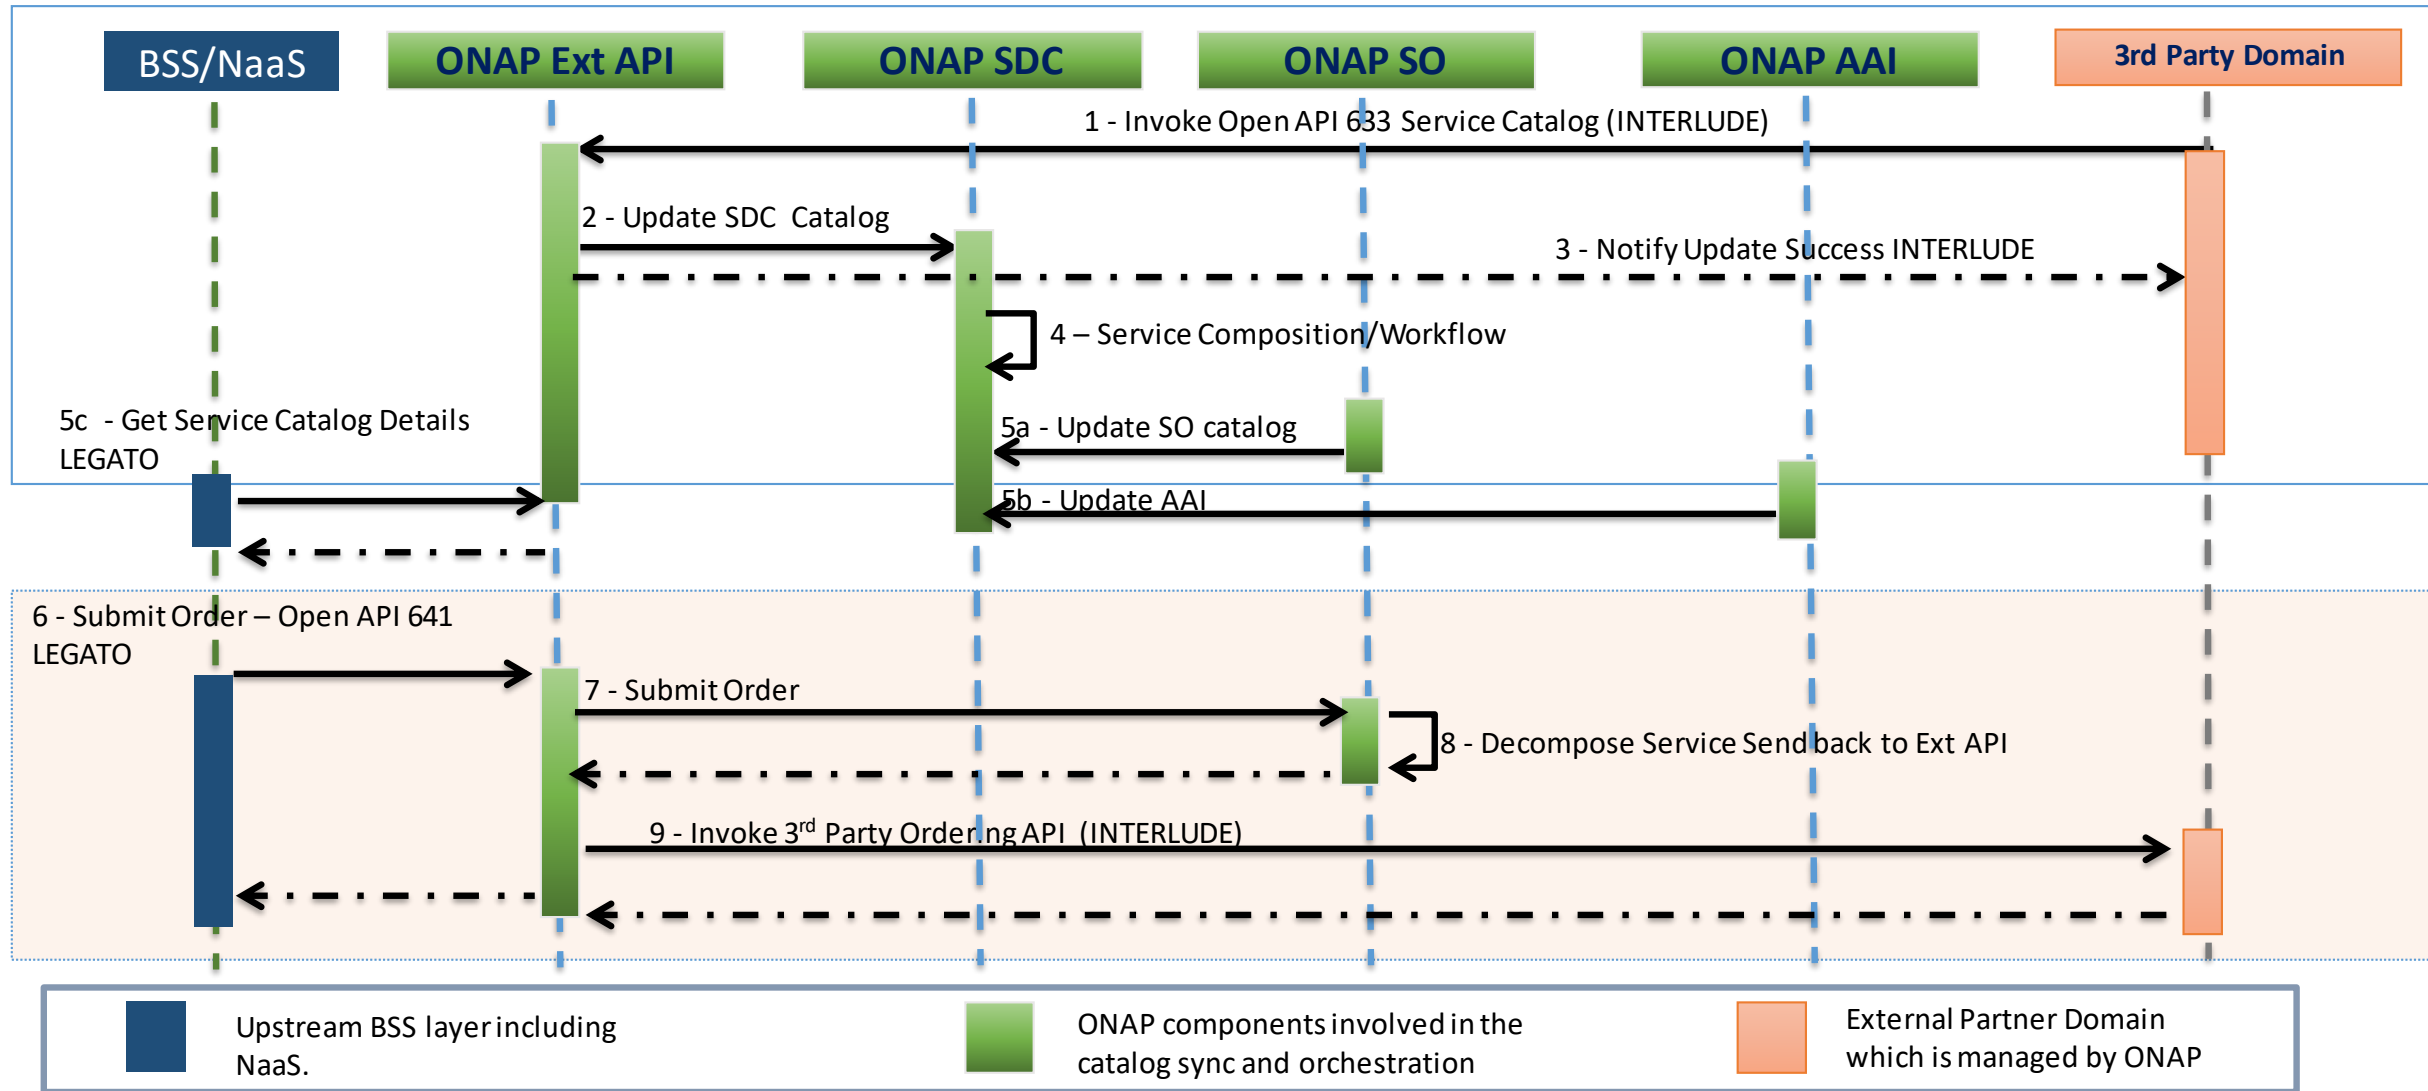 BSS/NaaS
ONAP Ext API
ONAP SDC
ONAP SO
ONAP AAI
3rd Party Domain
1 - Invoke Open API 633 Service Catalog (INTERLUDE)
2 - Update SDC Catalog
3 - Notify Update Success INTERLUDE
4 – Service Composition/Workflow
5c - Get Service Catalog Details
LEGATO
5a - Update SO catalog
5b - Update AAI
6 - Submit Order – Open API 641
LEGATO
7 - Submit Order
8 - Decompose Service Send back to Ext API
9 - Invoke 3rd Party Ordering API (INTERLUDE)
Upstream BSS layer including
NaaS.
ONAP components involved in the
catalog sync and orchestration
External Partner Domain
which is managed by ONAP